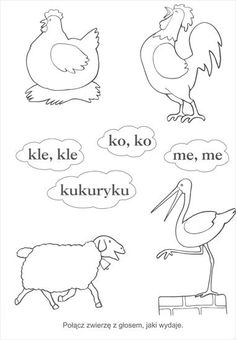 ko, ko
kle, kle
me, me
kukuryku
Połącz zwierzę z głosem, jaki wydaje.